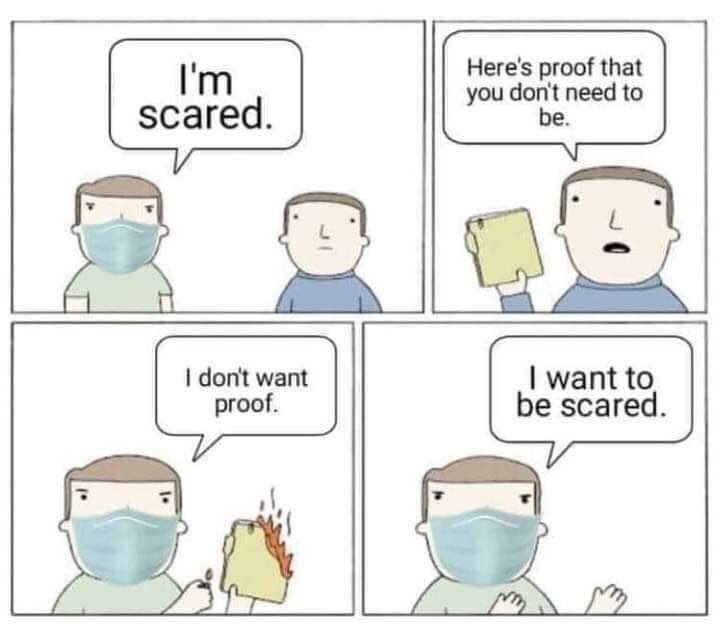 I'm
scared.
Here's proof that
you don't need to
be.
I don't want
proof.
I want to
be scared.